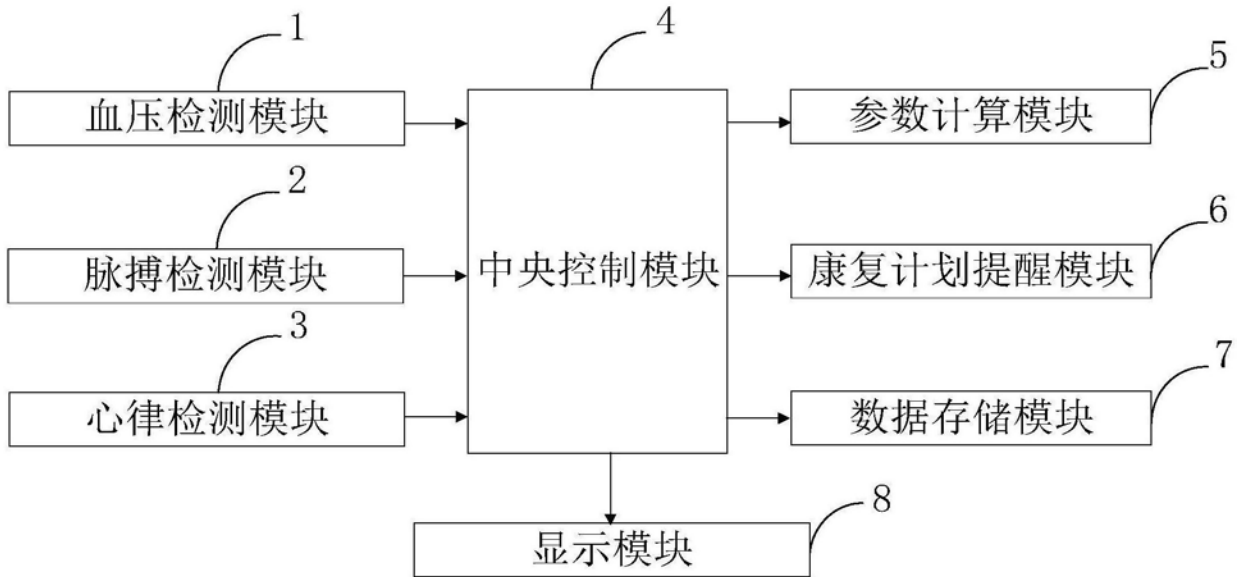 1
血压检测模块
2
脉搏检测模块
3
心律检测模块
4
中央控制模块
5
参数计算模块
6
康复计划提醒模块
7
数据存储模块
8
显示模块